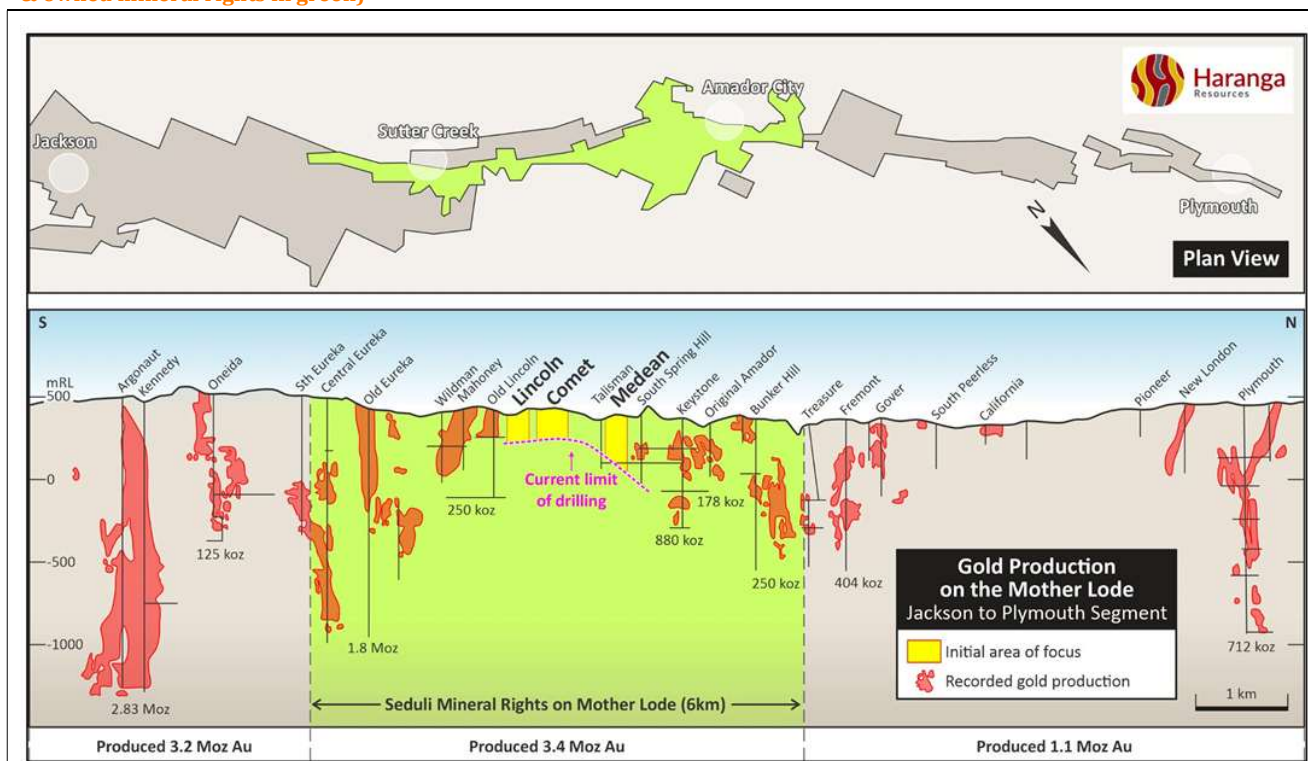 & owned mineral rights in green)
Haranga
Resources
Jackson
Sutter Creek
Amador City
Plymouth
N
Plan View
S
N
mRL
500
0
-500
-1000
Argonaut
Kennedy
Oneida
Sth Eureka
Central Eureka
Old Eureka
Wildman
Mahoney
Old Lincoln
Lincoln
Comet
Talisman
Medean
South Spring Hill
Keystone
Original Amador
Bunker Hill
Treasure
Fremont
Gover
South Peerless
California
Pioneer
New London
Plymouth
Current limit
of drilling
2.83 Moz
125 koz
1.8 Moz
250 koz
880 koz
178 koz
250 koz
404 koz
712 koz
Gold Production
on the Mother Lode
Jackson to Plymouth Segment
Initial area of focus
Recorded gold production
1 km
Seduli Mineral Rights on Mother Lode (6km)
Produced 3.2 Moz Au
Produced 3.4 Moz Au
Produced 1.1 Moz Au